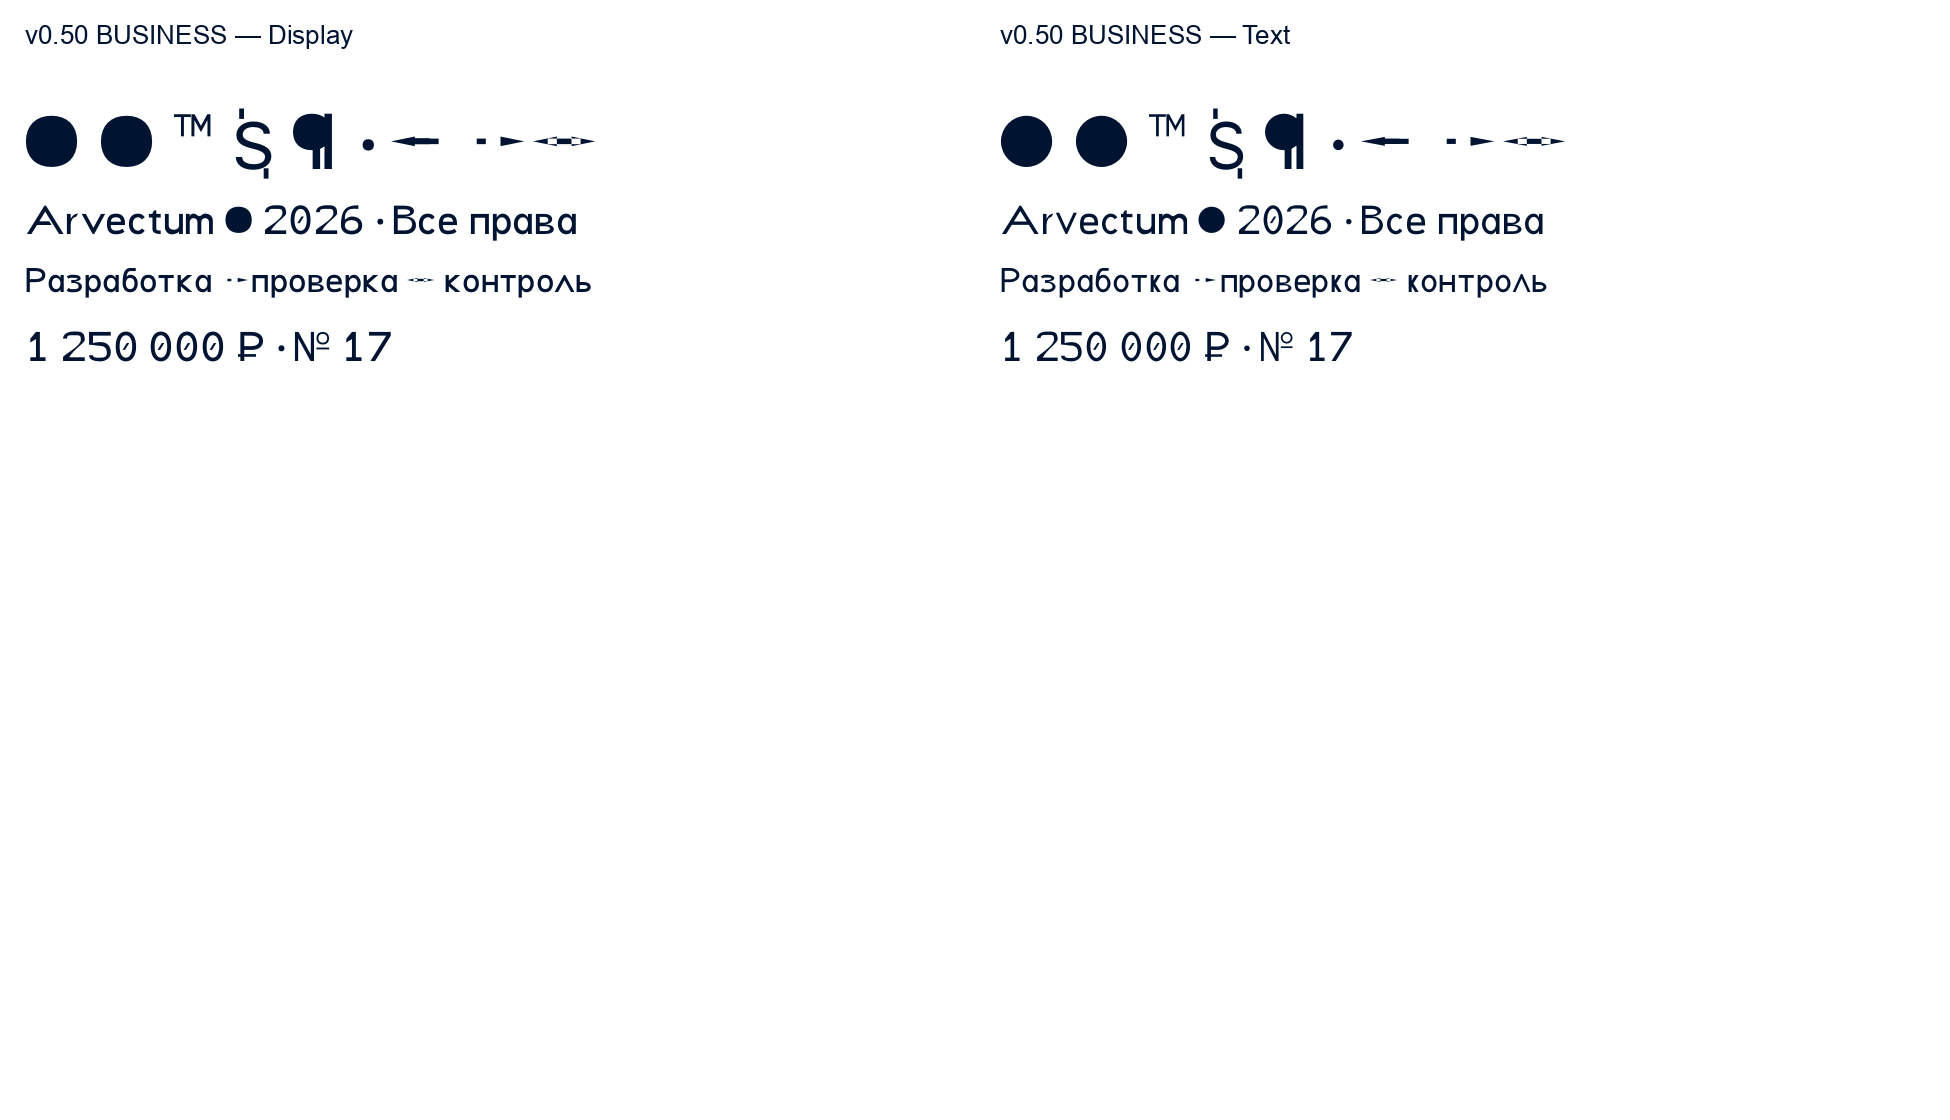 v0.50 BUSINESS — Display
● ● ™ § ¶ · ← → ↔
Arvectum ● 2026 · Все права
Разработка → проверка ↔ контроль
1 250 000 ₽ · № 17
v0.50 BUSINESS — Text
● ● ™ § ¶ · ← → ↔
Arvectum ● 2026 · Все права
Разработка → проверка ↔ контроль
1 250 000 ₽ · № 17